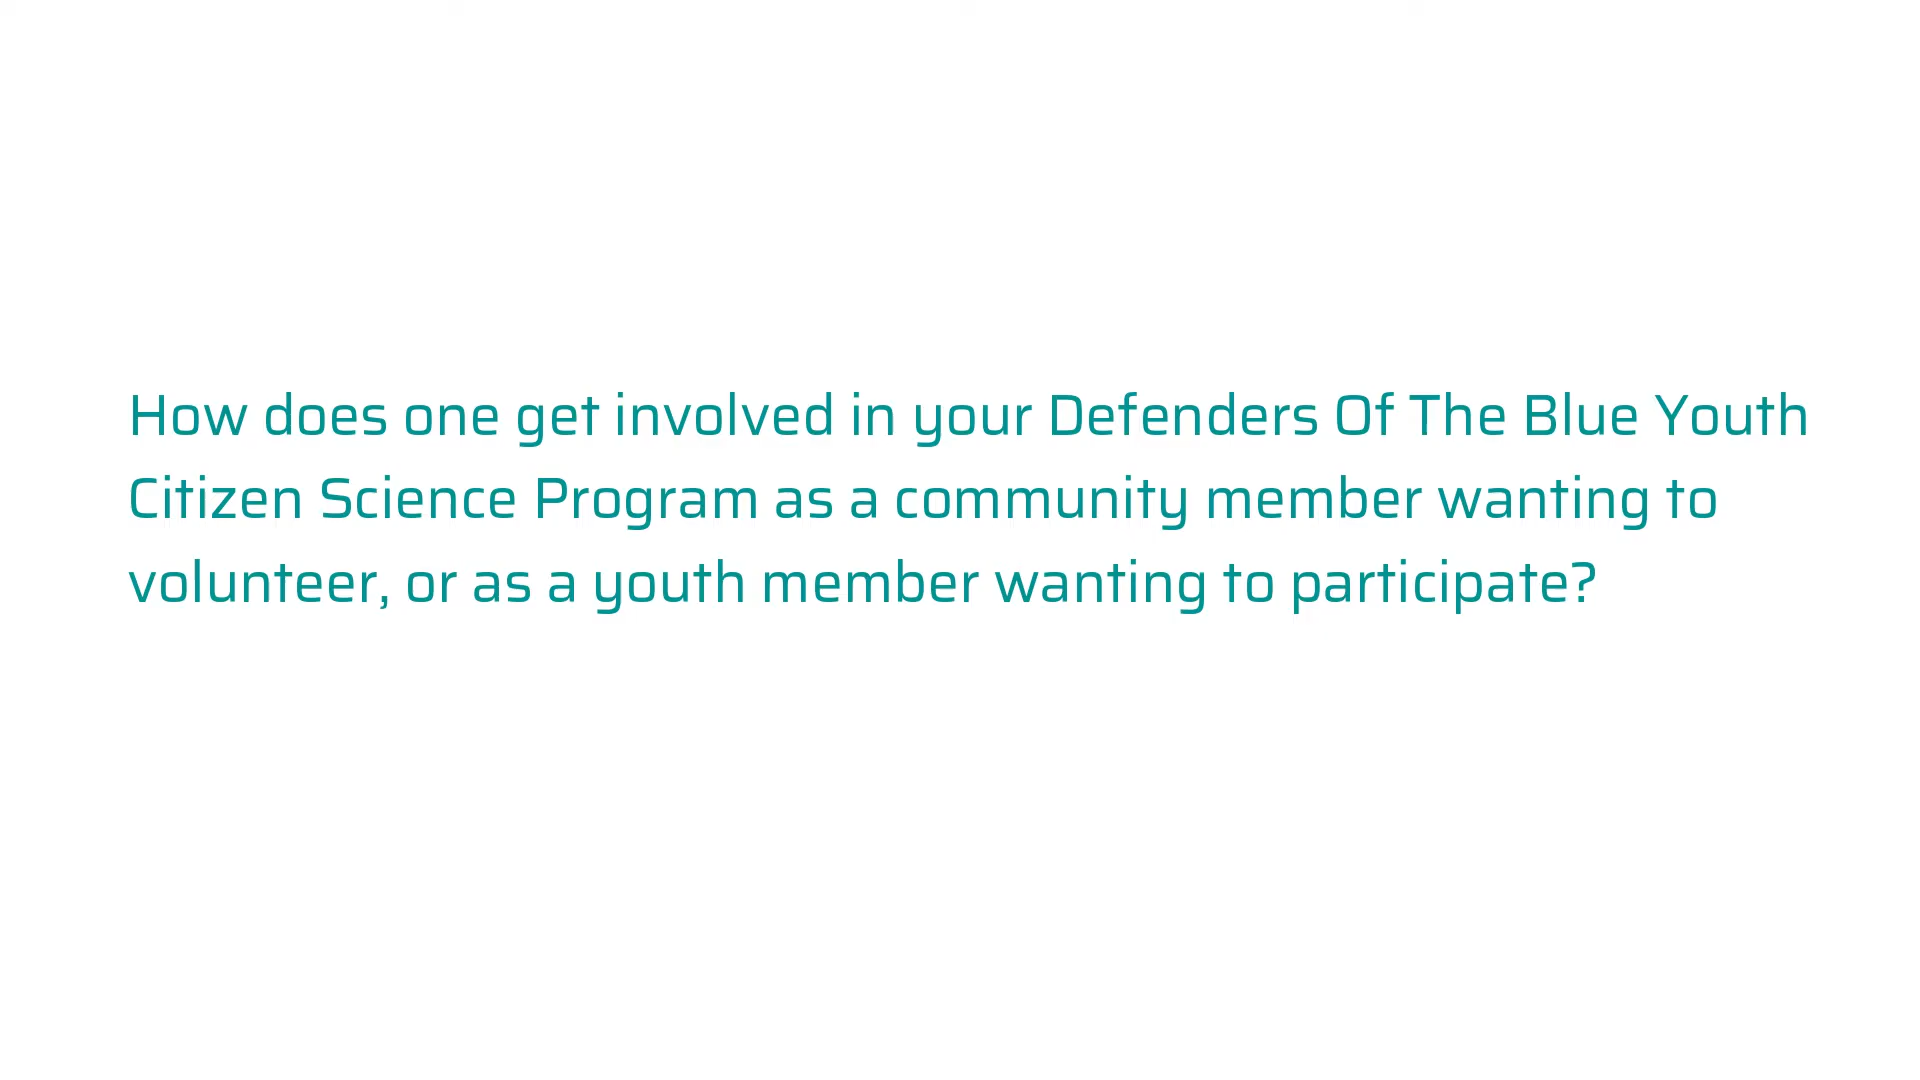 How does one get involved in your Defenders Of The Blue Youth
Citizen Science Program as a community member wanting to
volunteer, or as a youth member wanting to participate?